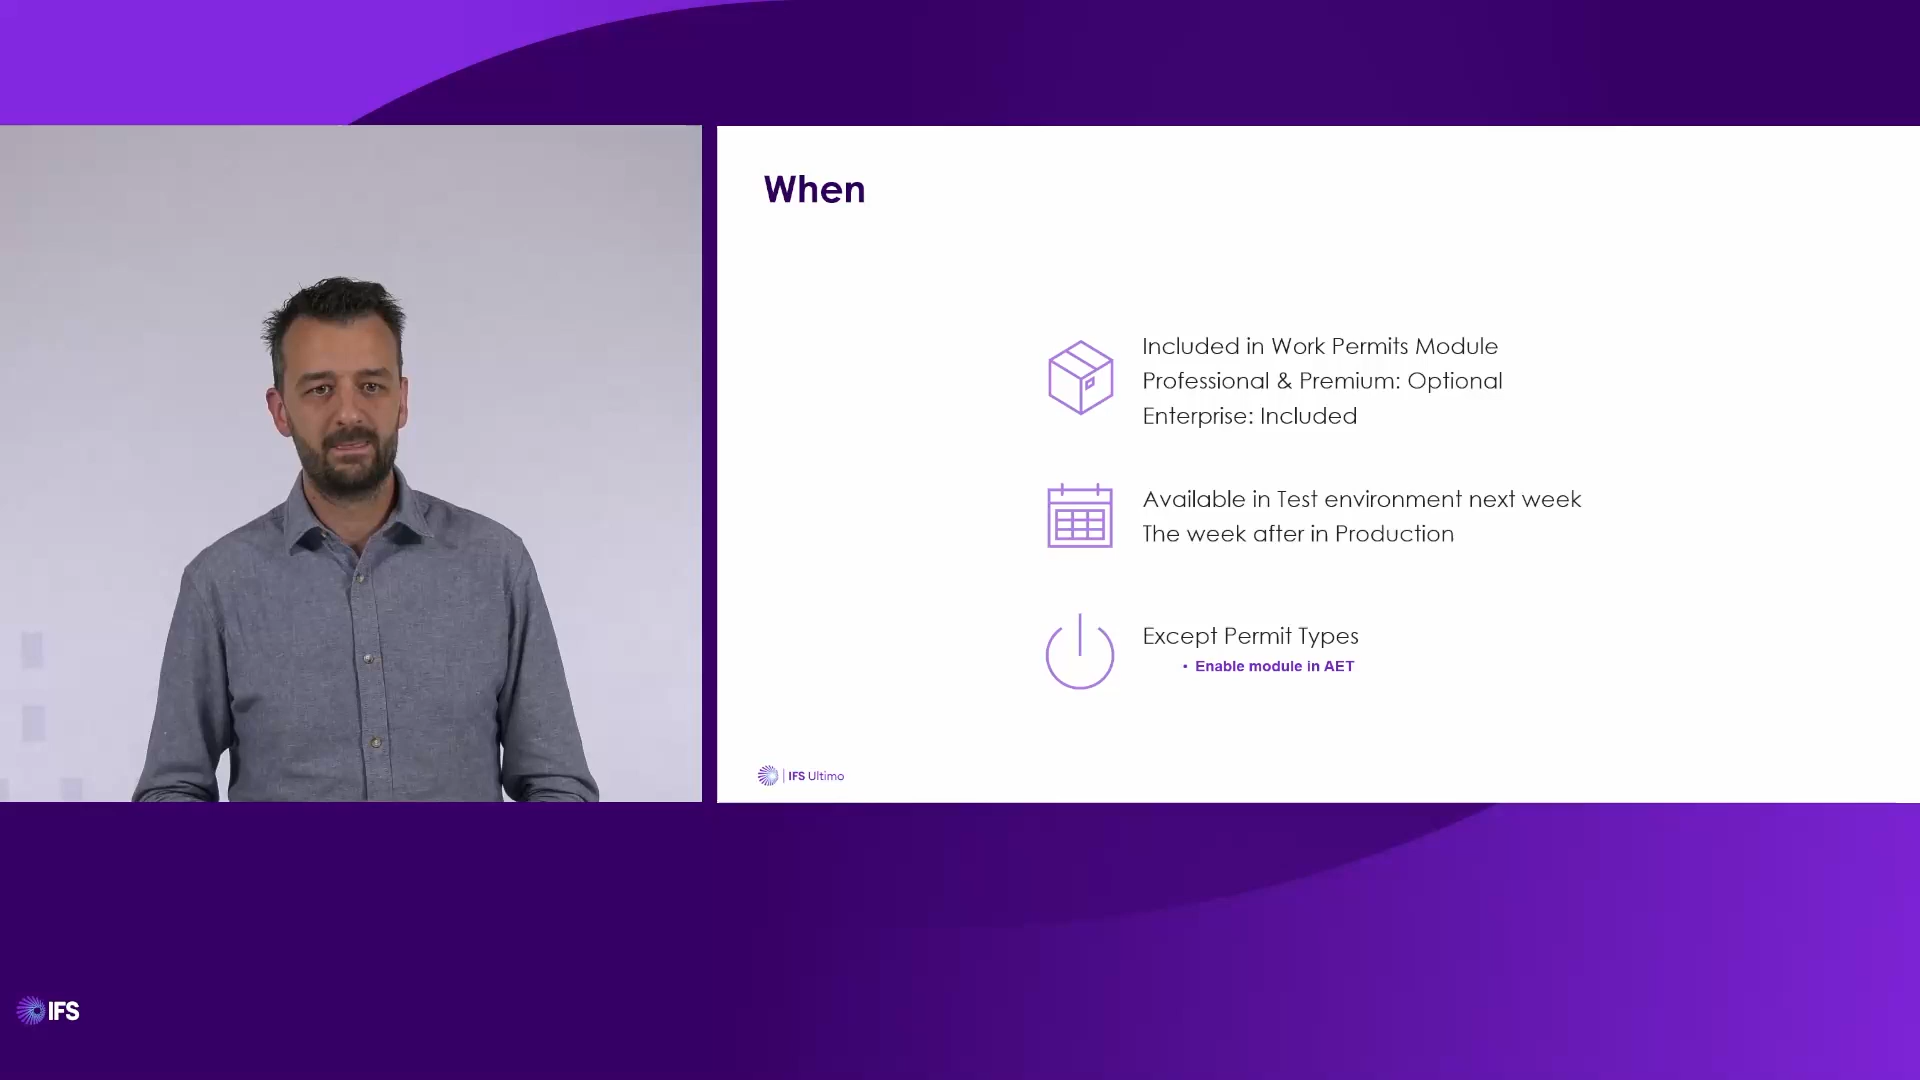 When
Included in Work Permits Module
Professional & Premium: Optional
Enterprise: Included
Available in Test environment next week
The week after in Production
Except Permit Types
• Enable module in AET
IFS Ultimo
IFS